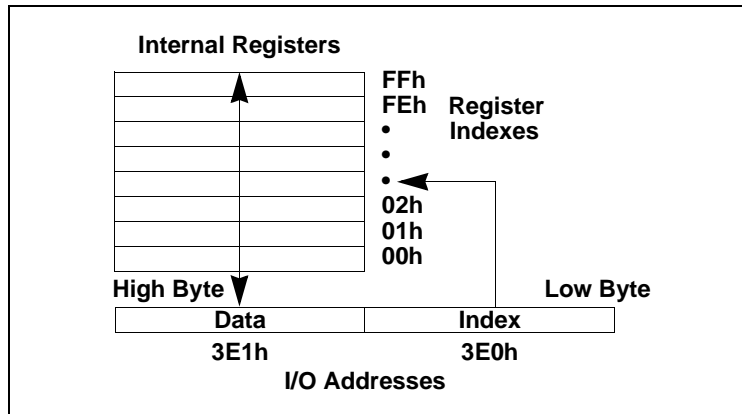 Internal Registers
FFh
FEh
Register
Indexes
•
•
•
02h
01h
00h
High Byte
Low Byte
Data
Index
3E1h
3E0h
I/O Addresses